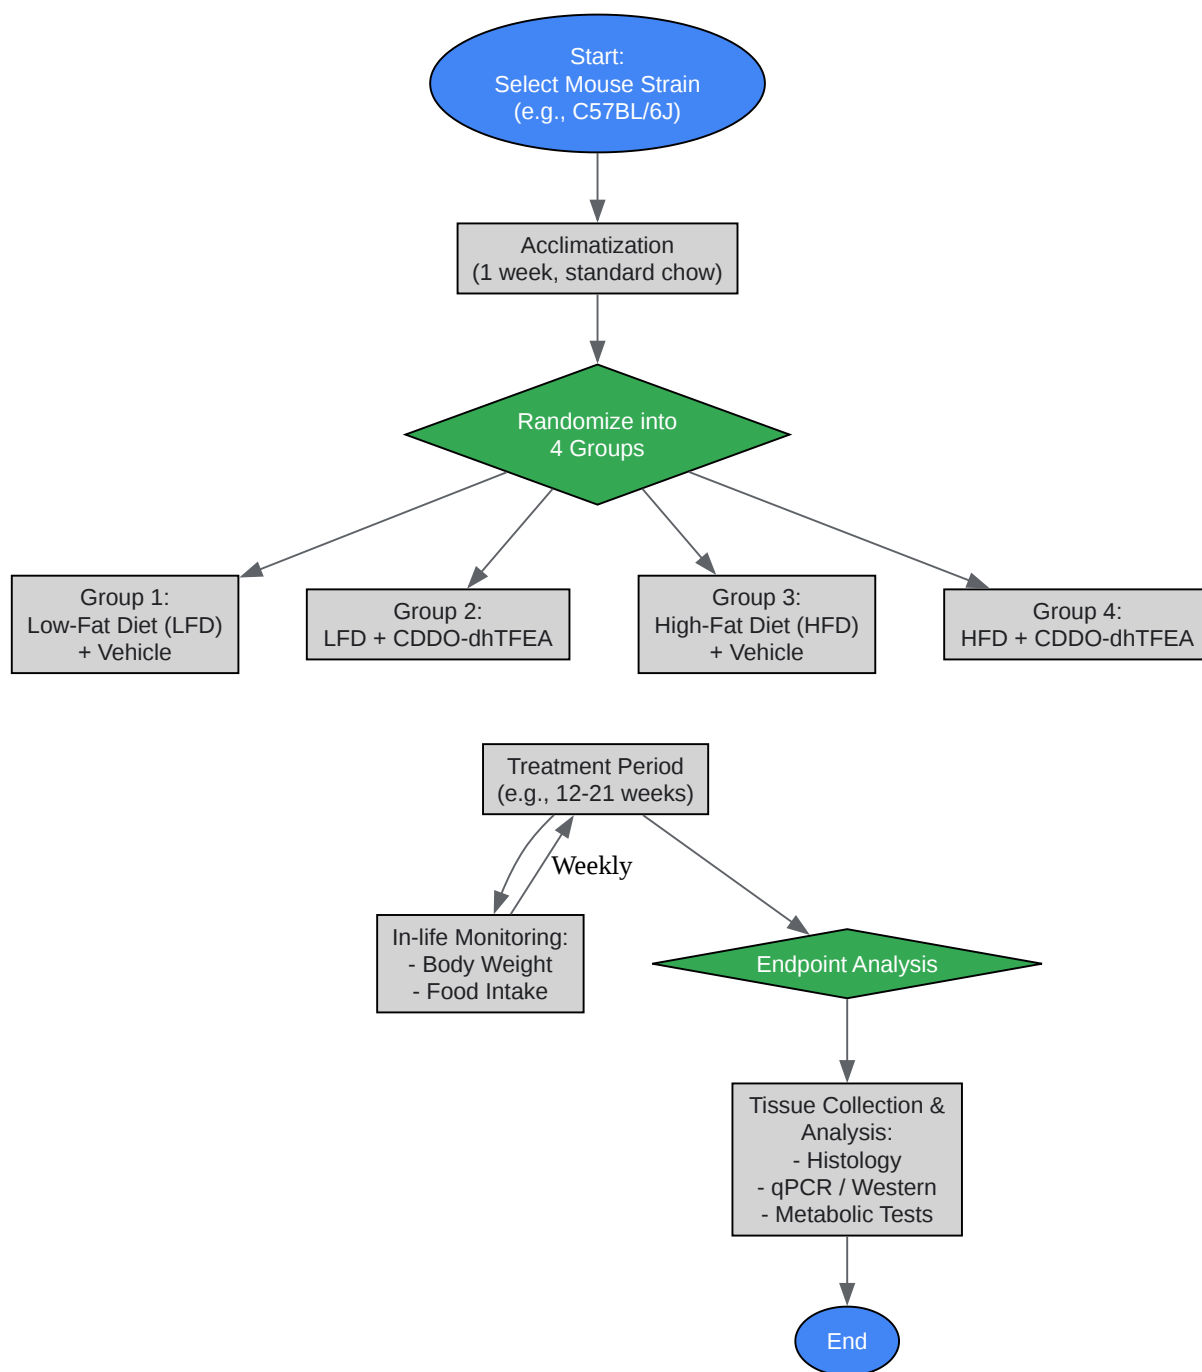 Start:
Select Mouse Strain
(e.g., C57BL/6J)
Acclimatization
(1 week, standard chow)
Randomize into
4 Groups
Group 1:
Low-Fat Diet (LFD)
+ Vehicle
Group 2:
LFD + CDDO-dhTFEA
Group 3:
High-Fat Diet (HFD)
+ Vehicle
Group 4:
HFD + CDDO-dhTFEA
Treatment Period
(e.g., 12-21 weeks)
Weekly
In-life Monitoring:
- Body Weight
- Food Intake
Endpoint Analysis
Tissue Collection &
Analysis:
- Histology
- qPCR / Western
- Metabolic Tests
End